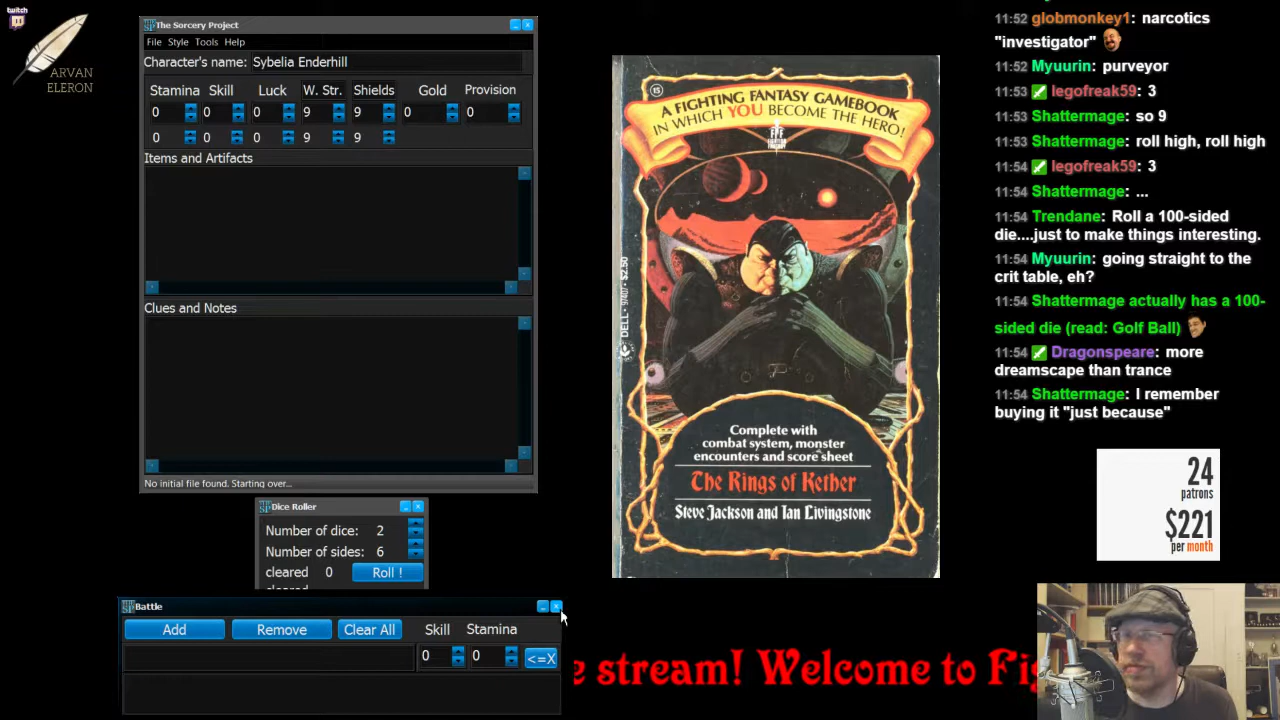 twitch
ARVAN
ELERON
The Sorcery Project
File Style Tools Help
Character's name: Sybelia Enderhill
Stamina Skill Luck W. Str. Shields Gold Provision
0 0 0 9 9 0 0
0 0 0 9 9
Items and Artifacts
Clues and Notes
No initial file found. Starting over...
Dice Roller
Number of dice: 2
Number of sides: 6
cleared 0 Roll !
Battle
Add Remove Clear All Skill Stamina
0 0 <=X
15
A FIGHTING FANTASY GAMEBOOK
IN WHICH YOU BECOME THE HERO!
DELL • 97407 • $2.50
Complete with
combat system, monster
encounters and score sheet
The Rings of Kether
Steve Jackson and Ian Livingstone
11:52 globmonkey1: narcotics
"investigator"
11:52 Myuurin: purveyor
11:53 legofreak59: 3
11:53 Shattermage: so 9
11:53 Shattermage: roll high, roll high
11:54 legofreak59: 3
11:54 Shattermage: ...
11:54 Trendane: Roll a 100-sided
die....just to make things interesting.
11:54 Myuurin: going straight to the
crit table, eh?
11:54 Shattermage actually has a 100-
sided die (read: Golf Ball)
11:54 Dragonspeare: more
dreamscape than trance
11:54 Shattermage: I remember
buying it "just because"
24
patrons
$221
per month
e stream! Welcome to Fi